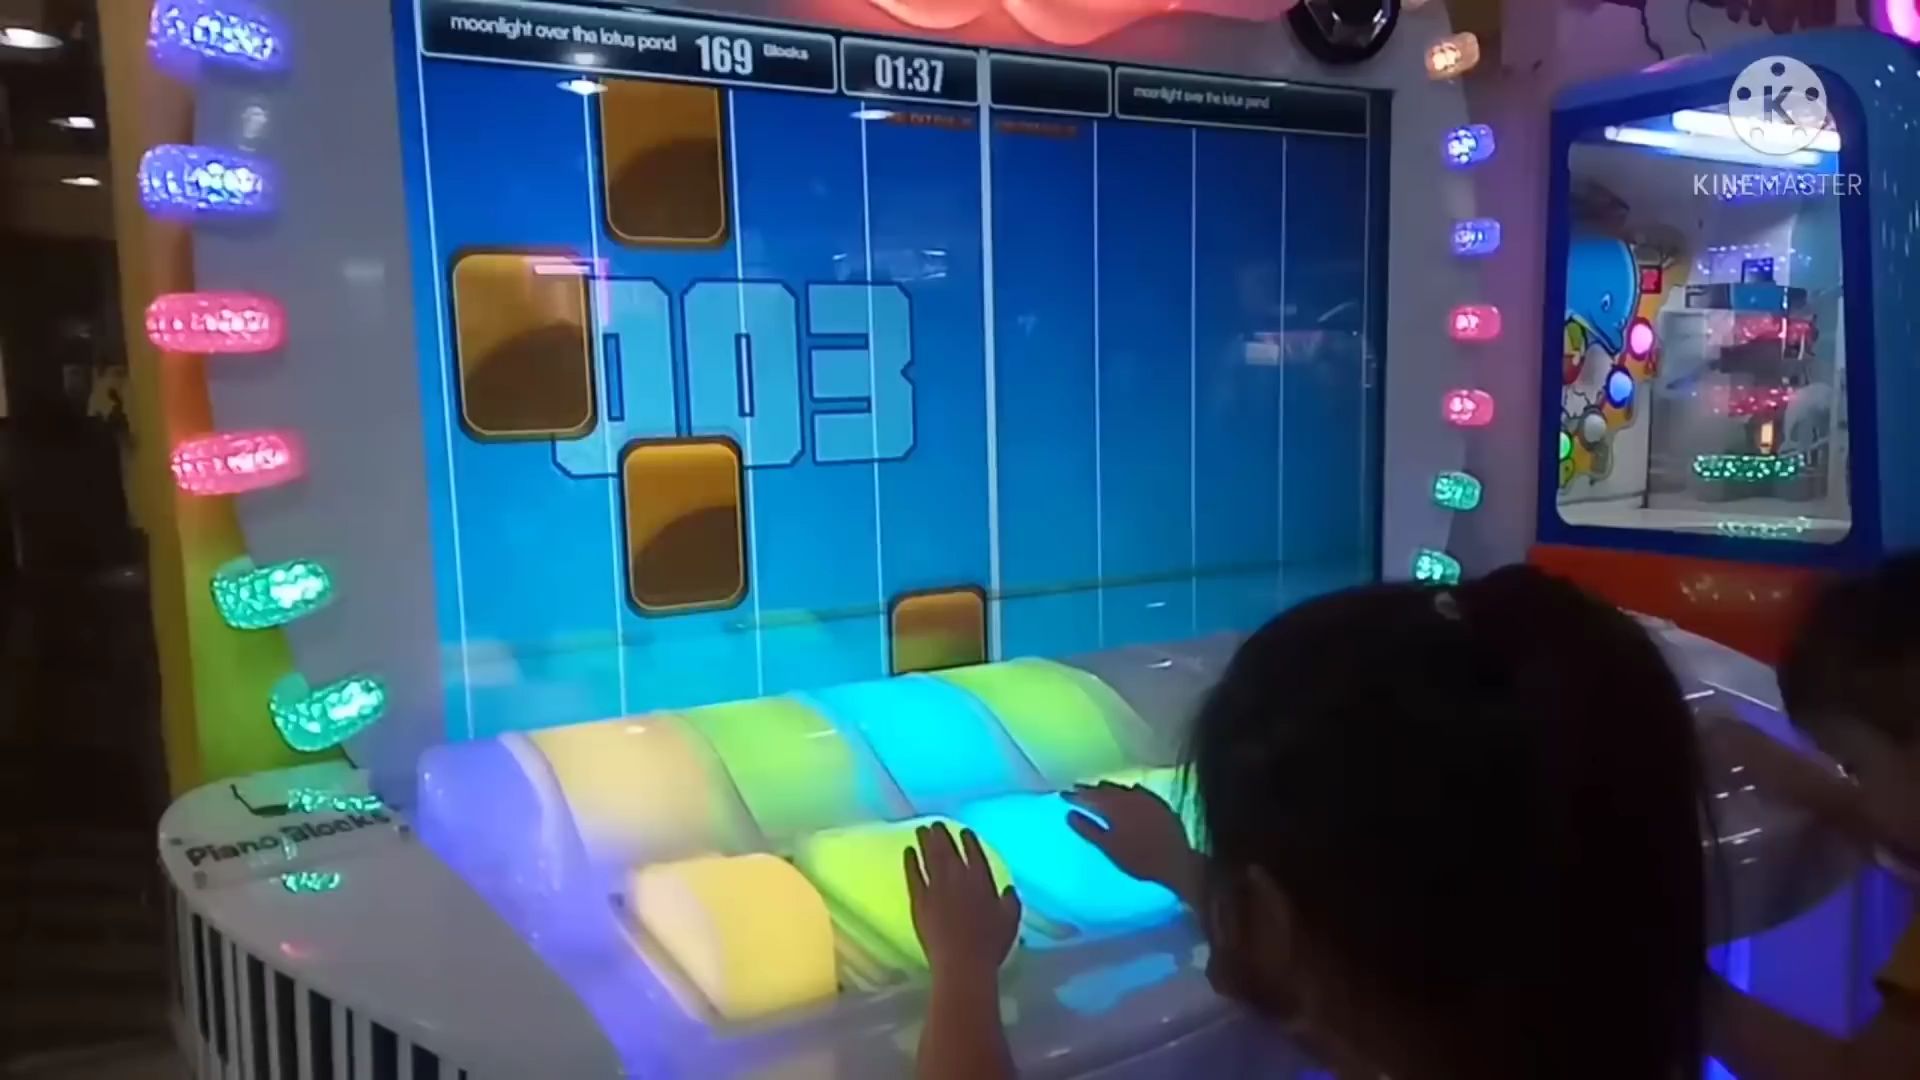 moonlight over the lotus pond 169 Blocks 01:37 moonlight over the lotus pond
K
KINEMASTER
003
Piano Blocks